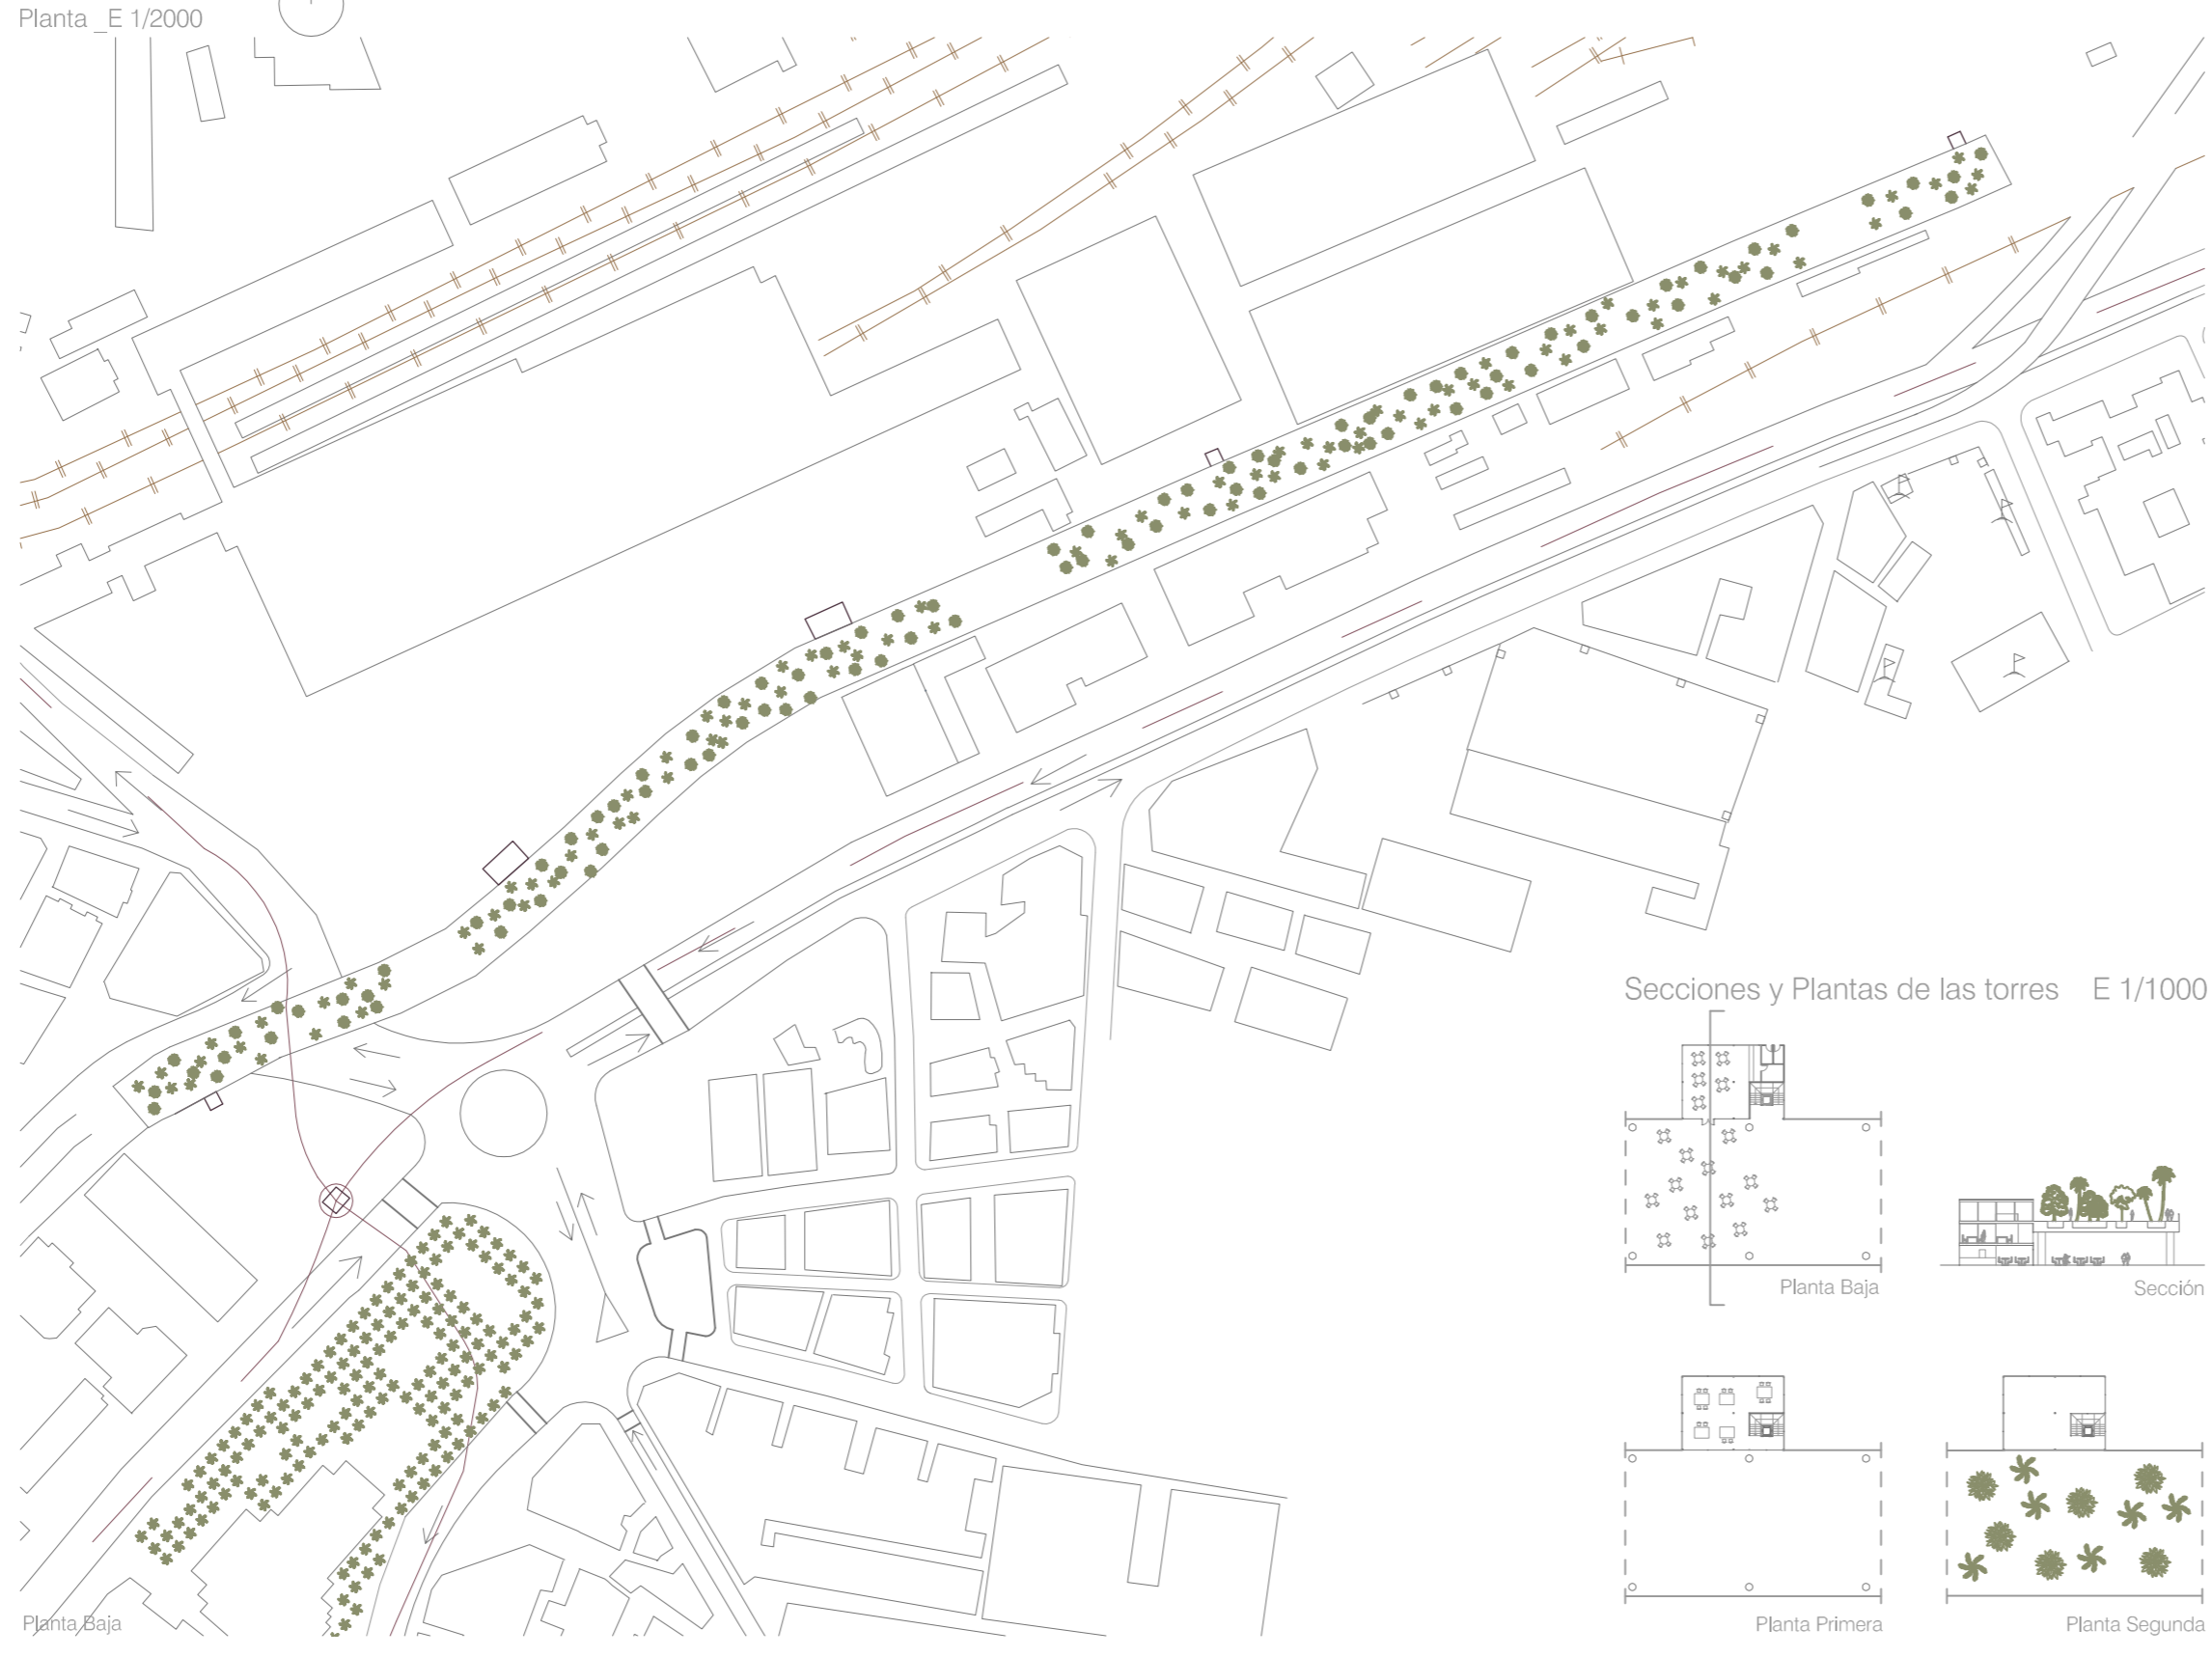 Planta _E 1/2000
Secciones y Plantas de las torres E 1/1000
Planta Baja
Sección
Planta Primera
Planta Segunda
Planta Baja